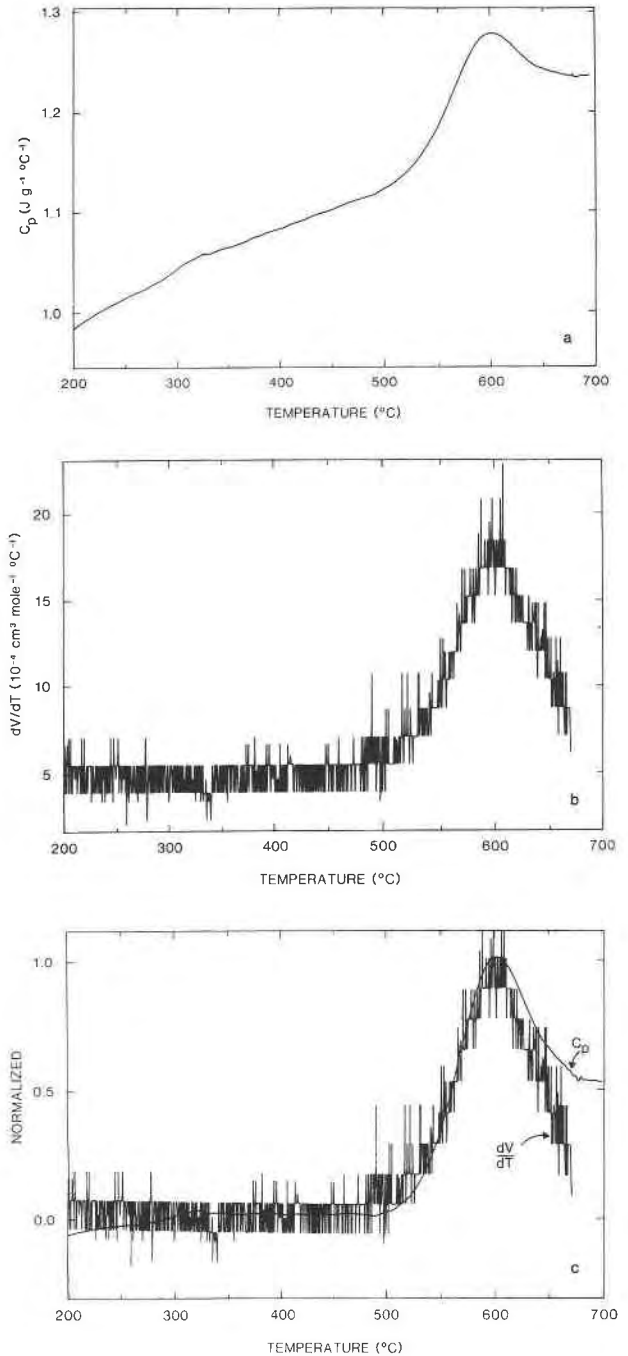 1.3
1.2
1.1
1.0
Cp (J g⁻¹ °C⁻¹)
a
200 300 400 500 600 700
TEMPERATURE (°C)
20
15
10
5
dV/dT (10⁻⁴ cm³ mole⁻¹ °C⁻¹)
b
200 300 400 500 600 700
TEMPERATURE (°C)
1.0
0.5
0.0
NORMALIZED
Cp
dV
dT
c
200 300 400 500 600 700
TEMPERATURE (°C)